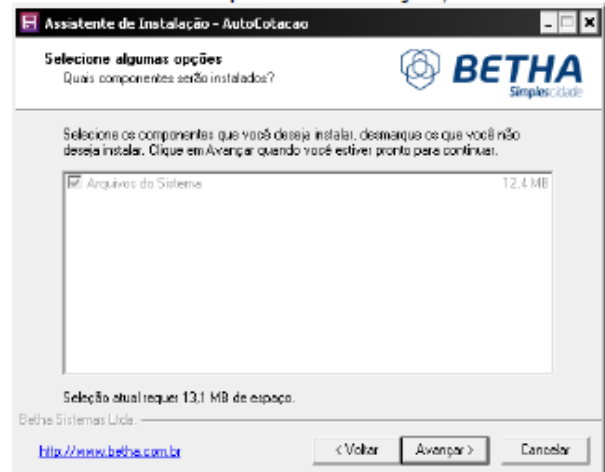 Assistente de Instalação - AutoCotacao
Selecione algumas opções
Quais componentes serão instalados?
BETHA
Simplescidade
Selecione os componentes que você deseja instalar, desmarque os que você não
deseja instalar. Clique em Avançar quando você estiver pronto para continuar.
Arquivos do Sistema 12,4 MB
Seleção atual requer 13,1 MB de espaço.
Betha Sistemas Ltda.
http://www.betha.com.br < Voltar Avançar > Cancelar